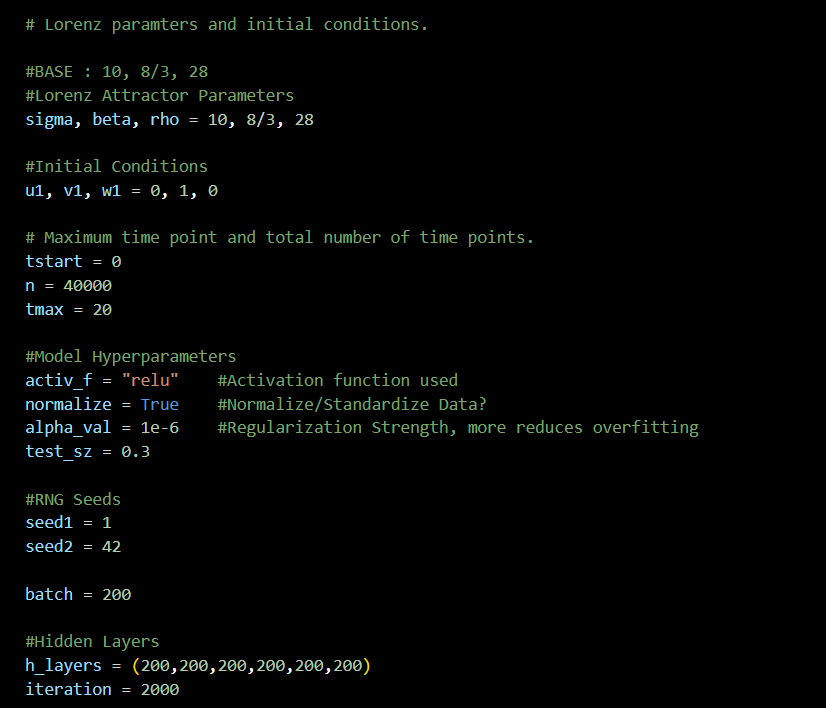 # Lorenz paramters and initial conditions.
#BASE : 10, 8/3, 28
#Lorenz Attractor Parameters
sigma, beta, rho = 10, 8/3, 28
#Initial Conditions
u1, v1, w1 = 0, 1, 0
# Maximum time point and total number of time points.
tstart = 0
n = 40000
tmax = 20
#Model Hyperparameters
activ_f = "relu"    #Activation function used
normalize = True    #Normalize/Standardize Data?
alpha_val = 1e-6    #Regularization Strength, more reduces overfitting
test_sz = 0.3
#RNG Seeds
seed1 = 1
seed2 = 42
batch = 200
#Hidden Layers
h_layers = (200,200,200,200,200,200)
iteration = 2000